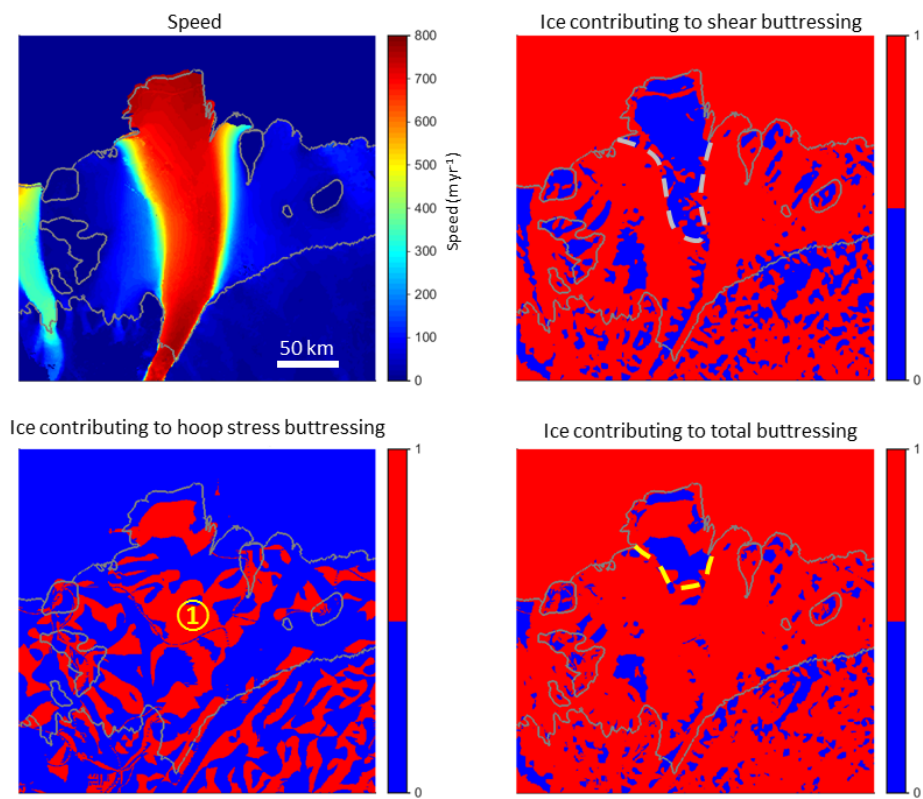 Speed
800
700
600
500
400
300
200
100
0
Speed (m yr⁻¹)
50 km
Ice contributing to shear buttressing
1
0
Ice contributing to hoop stress buttressing
1
0
1
Ice contributing to total buttressing
1
0